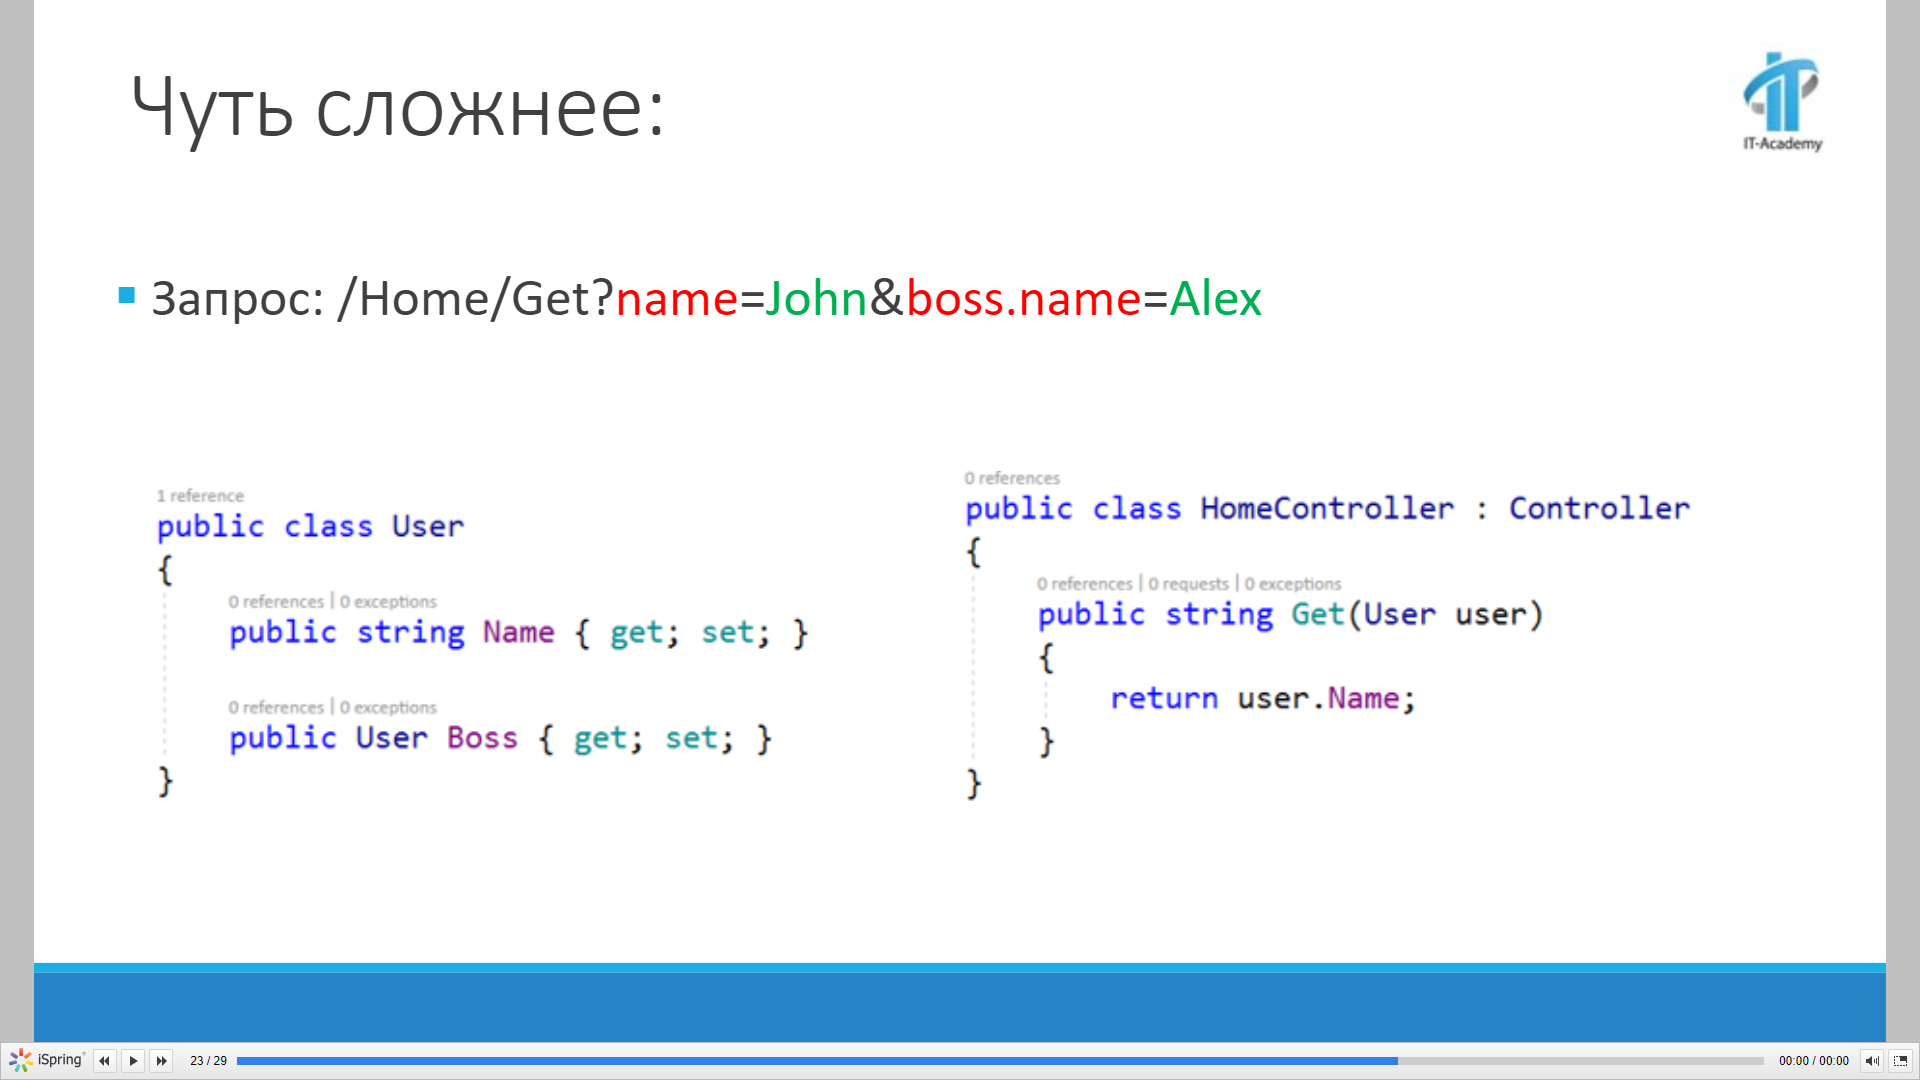 Чуть сложнее:
IT-Academy
Запрос: /Home/Get?name=John&boss.name=Alex
1 reference
public class User
{
0 references | 0 exceptions
public string Name { get; set; }
0 references | 0 exceptions
public User Boss { get; set; }
}
0 references
public class HomeController : Controller
{
0 references | 0 requests | 0 exceptions
public string Get(User user)
{
return user.Name;
}
}
iSpring
23 / 29
00:00 / 00:00